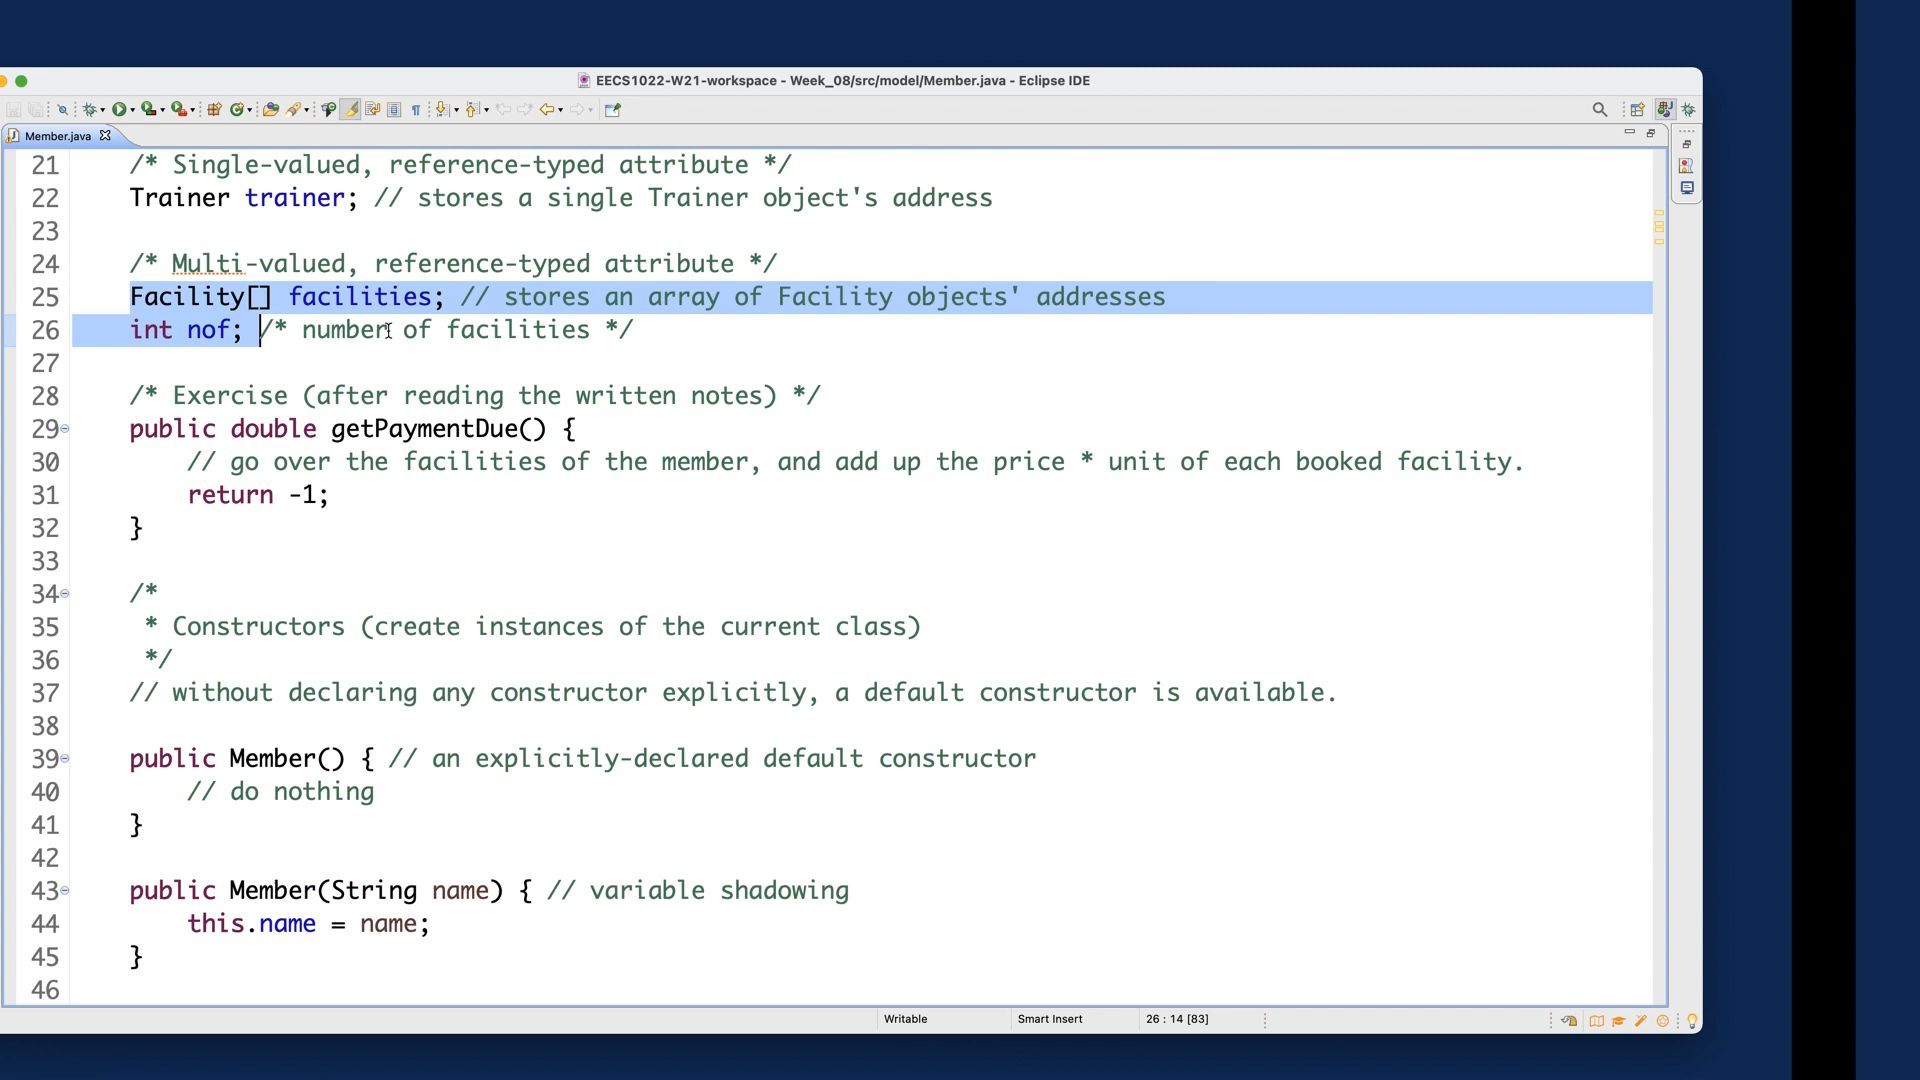 EECS1022-W21-workspace - Week_08/src/model/Member.java - Eclipse IDE
Member.java
21 /* Single-valued, reference-typed attribute */
22 Trainer trainer; // stores a single Trainer object's address
23
24 /* Multi-valued, reference-typed attribute */
25 Facility[] facilities; // stores an array of Facility objects' addresses
26 int nof; /* number of facilities */
27
28 /* Exercise (after reading the written notes) */
29 public double getPaymentDue() {
30 // go over the facilities of the member, and add up the price * unit of each booked facility.
31 return -1;
32 }
33
34 /*
35 * Constructors (create instances of the current class)
36 */
37 // without declaring any constructor explicitly, a default constructor is available.
38
39 public Member() { // an explicitly-declared default constructor
40 // do nothing
41 }
42
43 public Member(String name) { // variable shadowing
44 this.name = name;
45 }
46
Writable Smart Insert 26 : 14 [83]